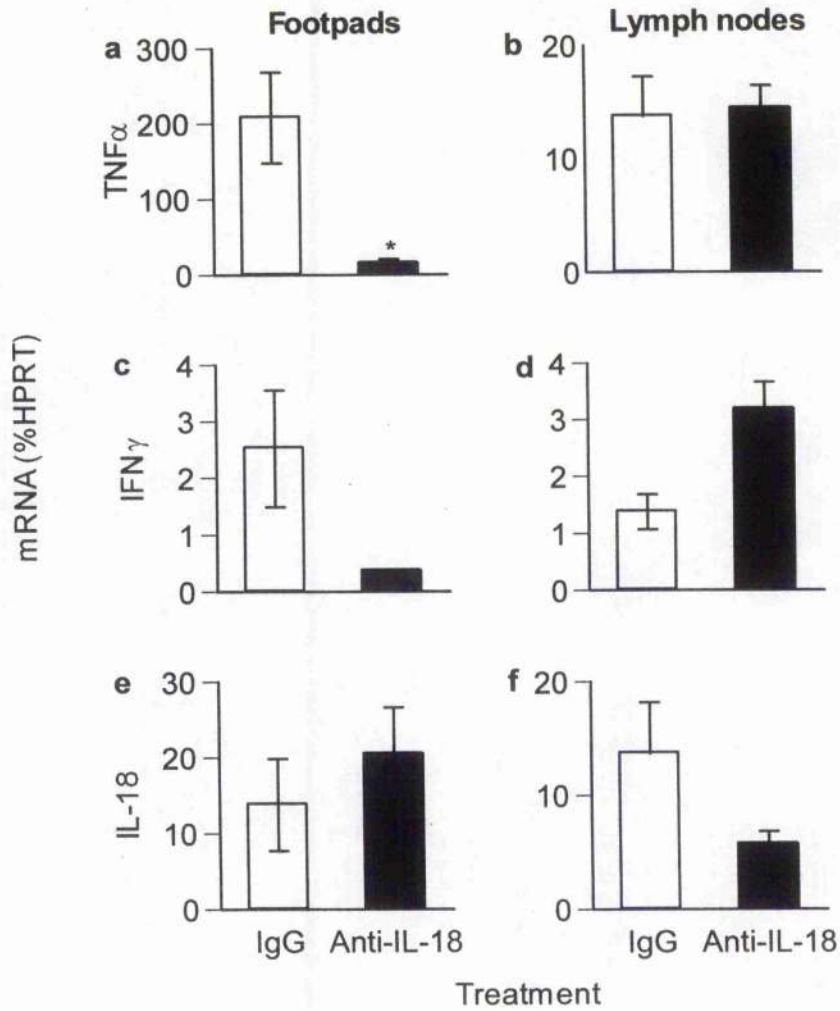 Footpads
Lymph nodes
a
300
200
100
0
TNFα
*
b
20
10
0
mRNA (%HPRT)
c
4
3
2
1
0
IFNγ
d
4
3
2
1
0
e
30
20
10
0
IL-18
IgG Anti-IL-18
f
20
10
0
IgG Anti-IL-18
Treatment